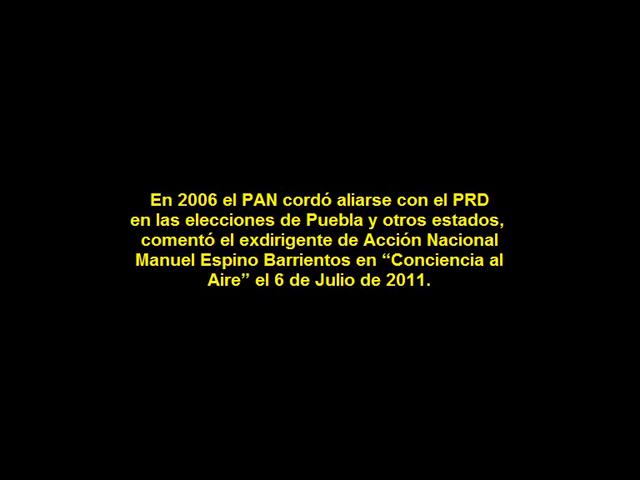 En 2006 el PAN cordó aliarse con el PRD
en las elecciones de Puebla y otros estados,
comentó el exdirigente de Acción Nacional
Manuel Espino Barrientos en “Conciencia al
Aire” el 6 de Julio de 2011.